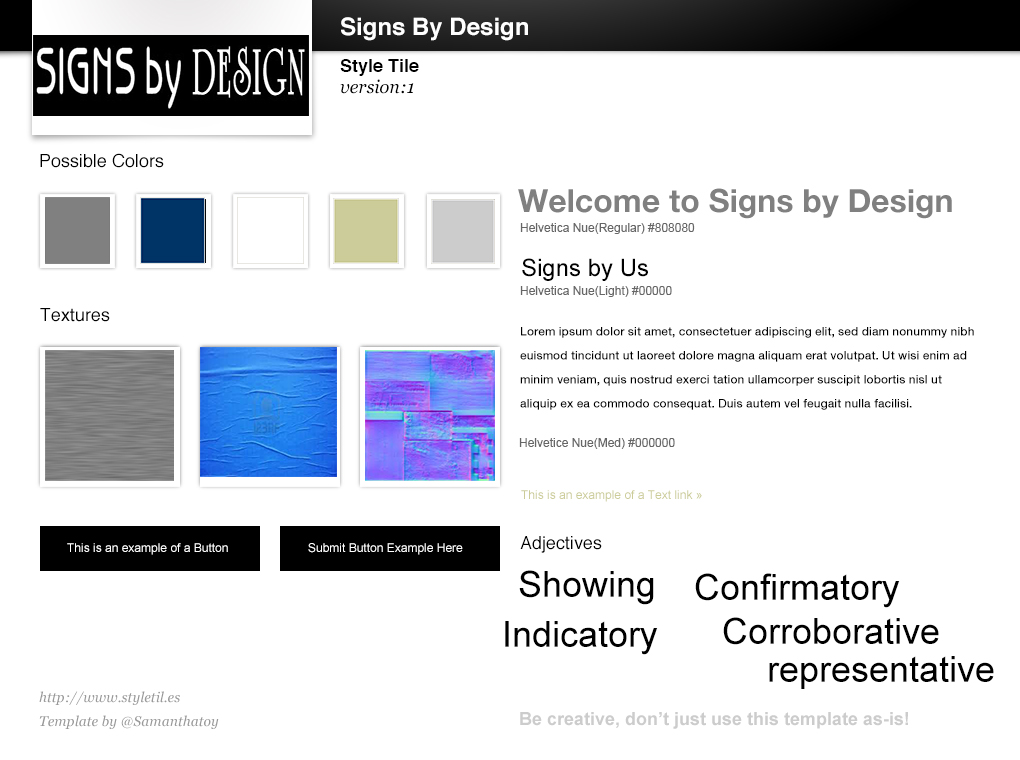 Signs By Design
SIGNS by DESIGN
Style Tile
version:1
Possible Colors
Textures
This is an example of a Button
Submit Button Example Here
http://www.styletil.es
Template by @Samanthatoy
Welcome to Signs by Design
Helvetica Nue(Regular) #808080
Signs by Us
Helvetica Nue(Light) #00000
Lorem ipsum dolor sit amet, consectetuer adipiscing elit, sed diam nonummy nibh
euismod tincidunt ut laoreet dolore magna aliquam erat volutpat. Ut wisi enim ad
minim veniam, quis nostrud exerci tation ullamcorper suscipit lobortis nisl ut
aliquip ex ea commodo consequat. Duis autem vel feugait nulla facilisi.
Helvetice Nue(Med) #000000
This is an example of a Text link »
Adjectives
Showing
Confirmatory
Indicatory
Corroborative
representative
Be creative, don’t just use this template as-is!